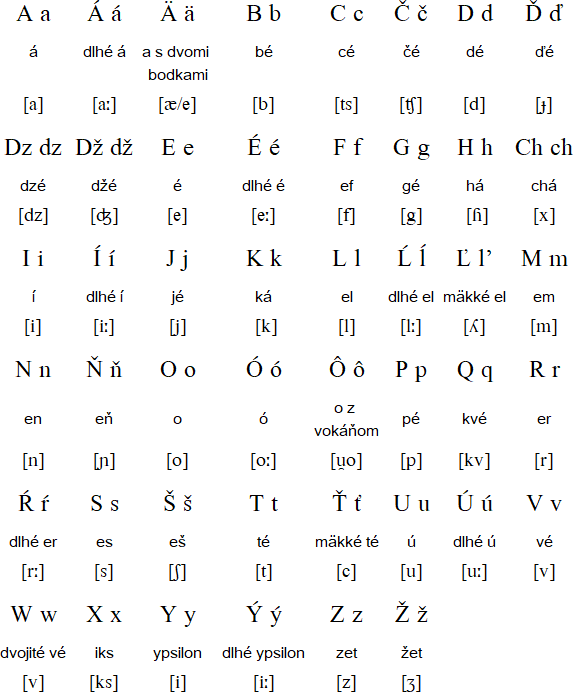 A a Á á Ä ä B b C c Č č D d Ď ď
á dlhé á a s dvomi bodkami bé cé čé dé ďé
[a] [aː] [æ/e] [b] [ts] [ʧ] [d] [ɟ]
Dz dz Dž dž E e É é F f G g H h Ch ch
dzé džé é dlhé é ef gé há chá
[dz] [ʤ] [e] [eː] [f] [g] [ɦ] [x]
I i Í í J j K k L l Ĺ ĺ Ľ ľ M m
í dlhé í jé ká el dlhé el mäkké el em
[i] [iː] [j] [k] [l] [lː] [ʎ] [m]
N n Ň ň O o Ó ó Ô ô P p Q q R r
en eň o ó o z vokáňom pé kvé er
[n] [ɲ] [o] [oː] [u̯o] [p] [kv] [r]
Ŕ ŕ S s Š š T t Ť ť U u Ú ú V v
dlhé er es eš té mäkké té ú dlhé ú vé
[rː] [s] [ʃ] [t] [c] [u] [uː] [v]
W w X x Y y Ý ý Z z Ž ž
dvojité vé iks ypsilon dlhé ypsilon zet žet
[v] [ks] [i] [iː] [z] [ʒ]